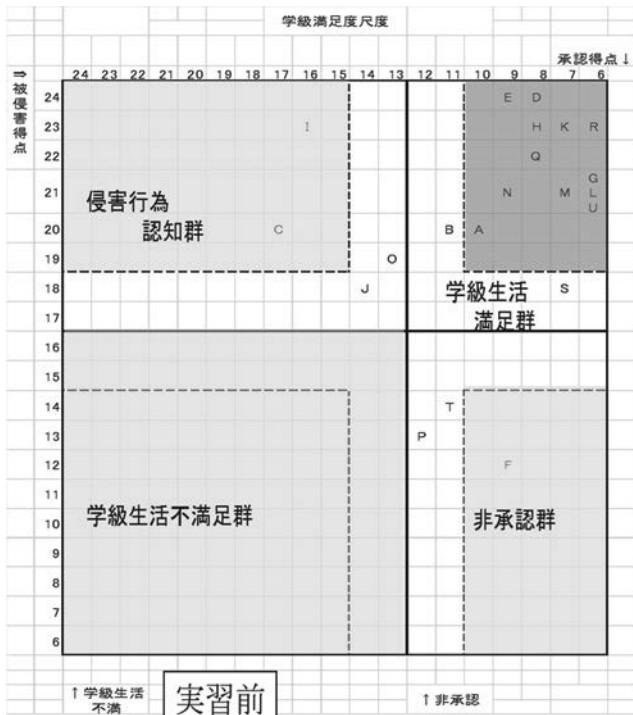 学級満足度尺度
承認得点↓
⇒被侵害得点
24 23 22 21 20 19 18 17 16 15 14 13 12 11 10 9 8 7 6
24 E D
23 I H K R
22 Q
G
21 N M L
U
侵害行為
認知群
20 C B A
19 O
18 J S
学級生活
満足群
17
16
15
14 T
13 P
12 F
11
学級生活不満足群
非承認群
10
9
8
7
6
↑学級生活
不満
実習前
↑非承認